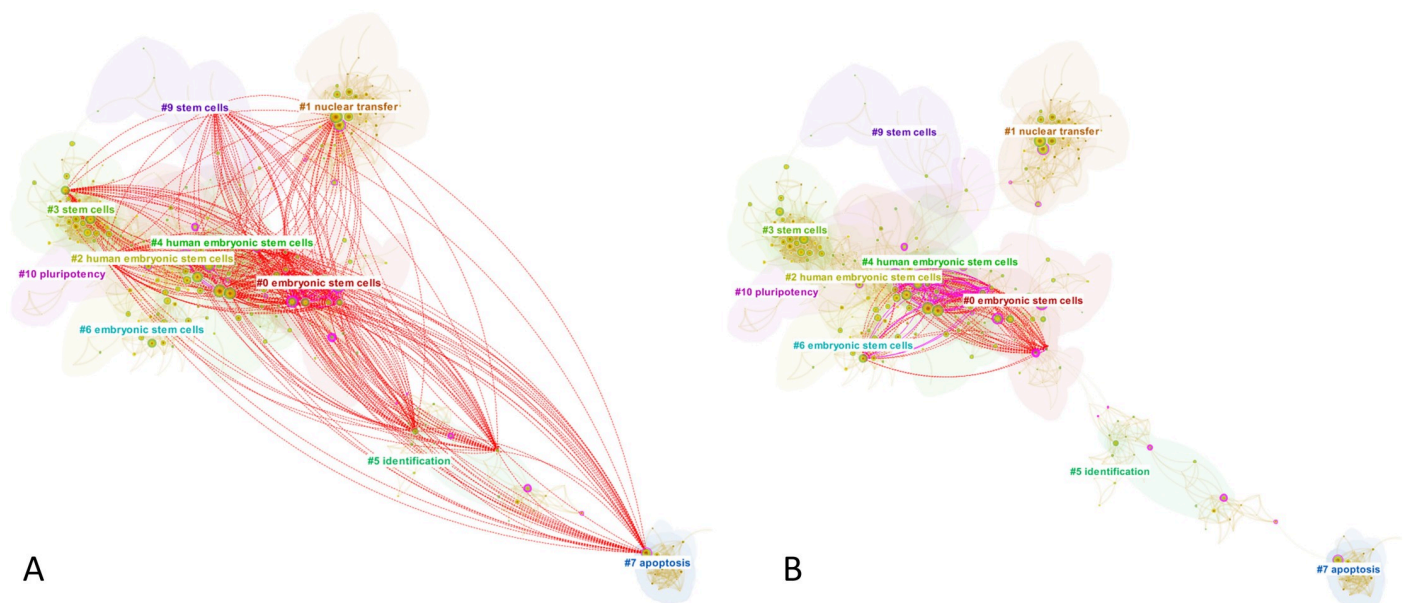 #9 stem cells
#1 nuclear transfer
#3 stem cells
#4 human embryonic stem cells
#2 human embryonic stem cells
#10 pluripotency
#0 embryonic stem cells
#6 embryonic stem cells
#5 identification
#7 apoptosis
A
#9 stem cells
#1 nuclear transfer
#3 stem cells
#4 human embryonic stem cells
#2 human embryonic stem cells
#10 pluripotency
#0 embryonic stem cells
#6 embryonic stem cells
#5 identification
#7 apoptosis
B